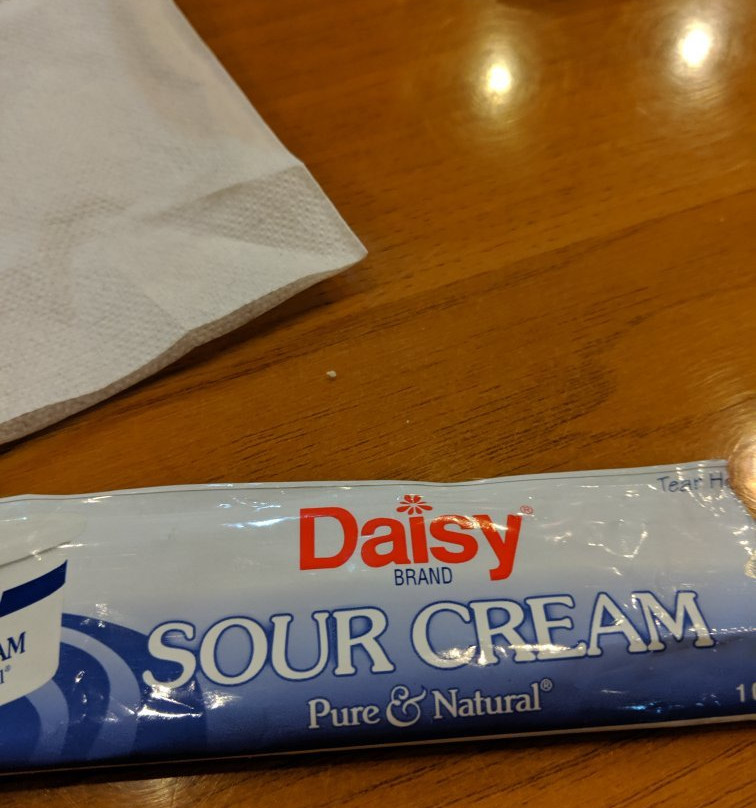 Tear
Daisy®
BRAND
SOUR CREAM
Pure & Natural®